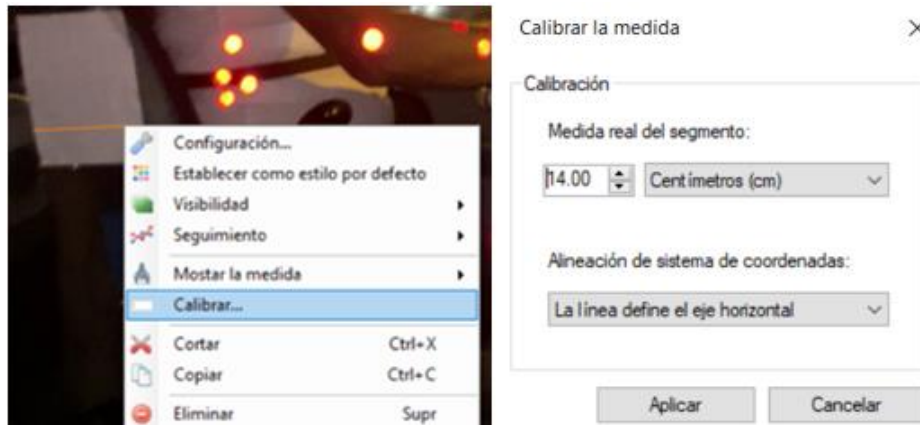 Configuración...
Establecer como estilo por defecto
Visibilidad
Seguimiento
Mostar la medida
Calibrar...
Cortar Ctrl+X
Copiar Ctrl+C
Eliminar Supr
Calibrar la medida
Calibración
Medida real del segmento:
14.00 Centímetros (cm)
Alineación de sistema de coordenadas:
La línea define el eje horizontal
Aplicar Cancelar